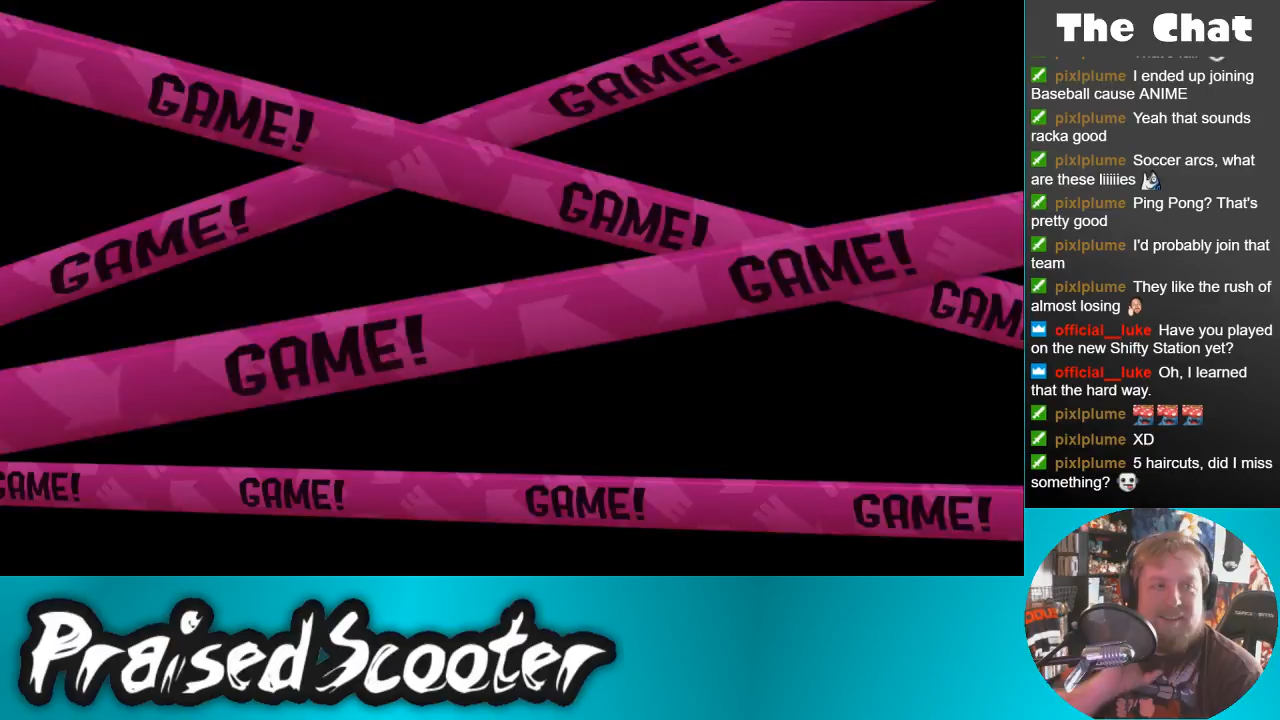 GAME!
GAME!
GAME!
GAME!
GAME!
GAM
GAME!
GAME!
GAME!
GAME!
GAME!
The Chat
pixlplume I ended up joining
Baseball cause ANIME
pixlplume Yeah that sounds
racka good
pixlplume Soccer arcs, what
are these liiiiies
pixlplume Ping Pong? That's
pretty good
pixlplume I'd probably join that
team
pixlplume They like the rush of
almost losing
official__luke Have you played
on the new Shifty Station yet?
official__luke Oh, I learned
that the hard way.
pixlplume
pixlplume XD
pixlplume 5 haircuts, did I miss
something?
PraisedScooter